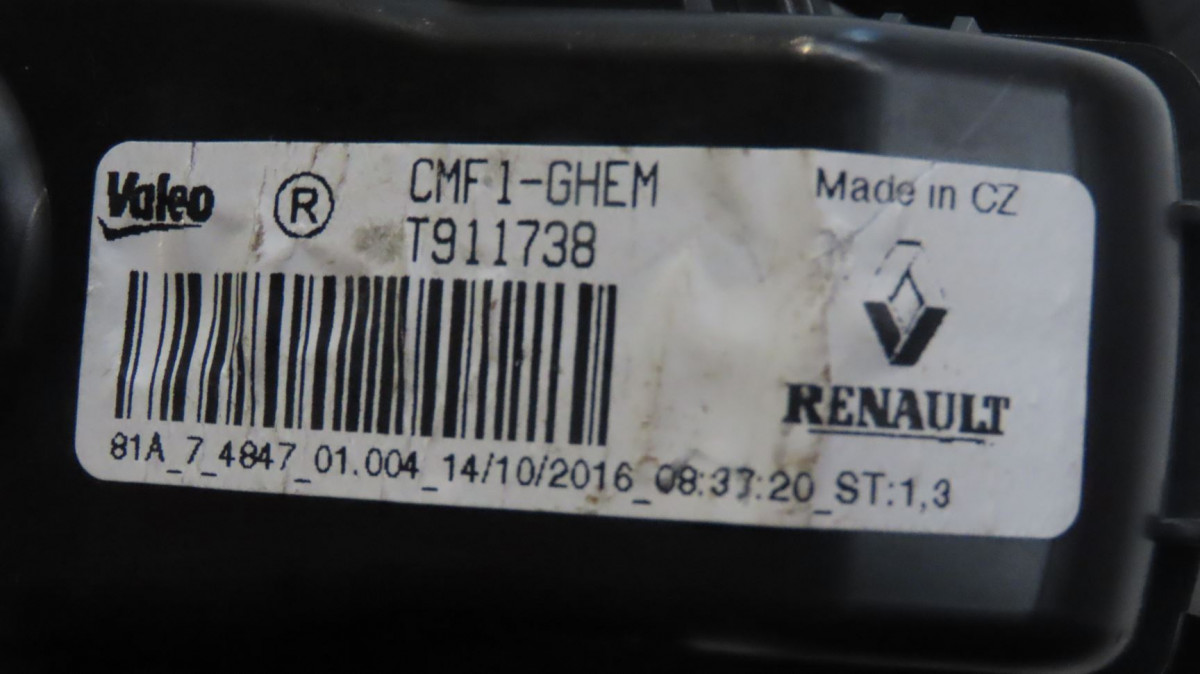 Valeo
R
CMF1-GHEM
T911738
Made in CZ
RENAULT
81A_7_4847_01.004_14/10/2016_08:37:20_ST:1,3